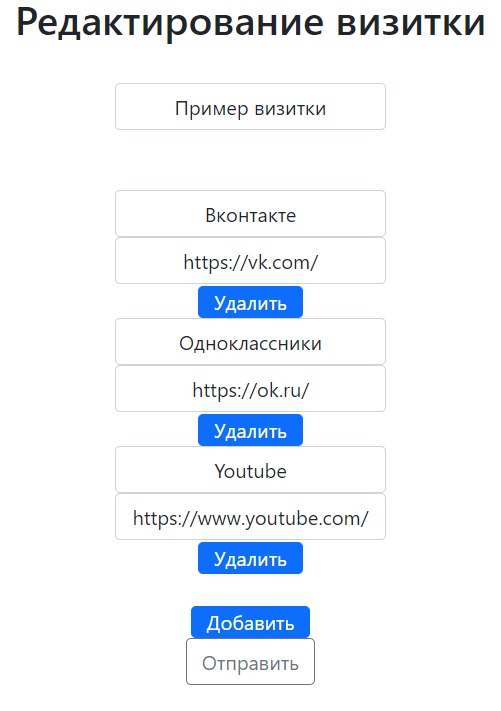 Редактирование визитки
Пример визитки
Вконтакте
https://vk.com/
Удалить
Одноклассники
https://ok.ru/
Удалить
Youtube
https://www.youtube.com/
Удалить
Добавить
Отправить